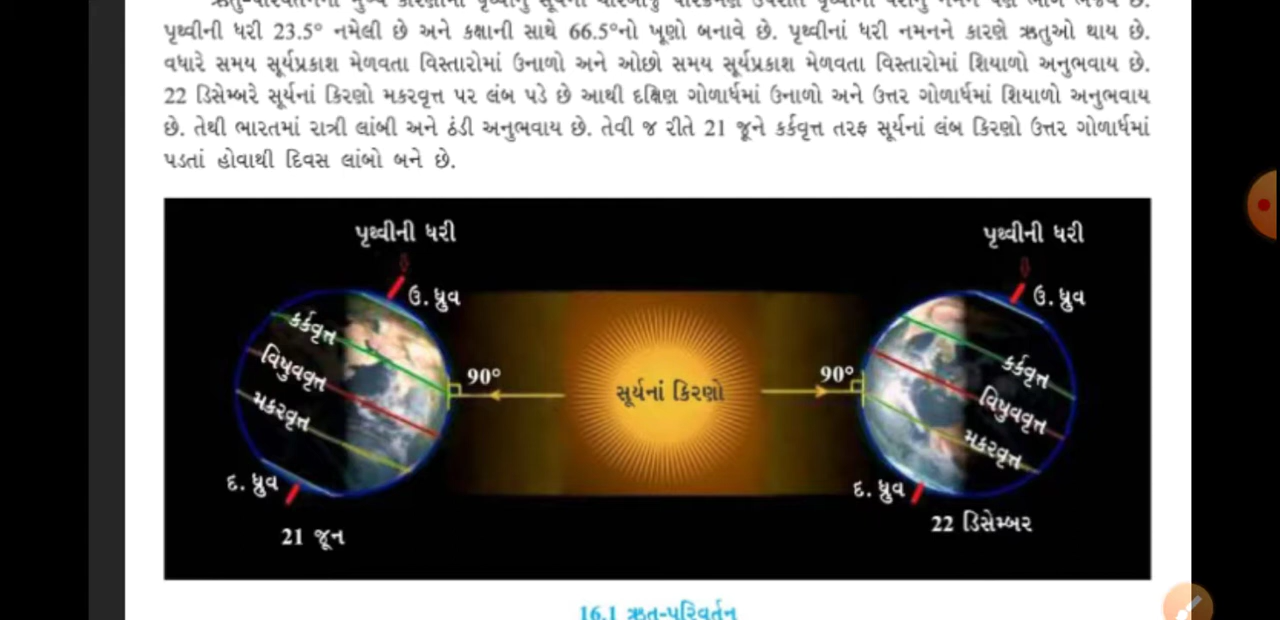 પૃથ્વીની ધરી 23.5° નમેલી છે અને કક્ષાની સાથે 66.5°નો ખૂણો બનાવે છે. પૃથ્વીનાં ધરી નમનને કારણે ઋતુઓ થાય છે.
વધારે સમય સૂર્યપ્રકાશ મેળવતા વિસ્તારોમાં ઉનાળો અને ઓછો સમય સૂર્યપ્રકાશ મેળવતા વિસ્તારોમાં શિયાળો અનુભવાય છે.
22 ડિસેમ્બરે સૂર્યનાં કિરણો મકરવૃત્ત પર લંબ પડે છે આથી દક્ષિણ ગોળાર્ધમાં ઉનાળો અને ઉત્તર ગોળાર્ધમાં શિયાળો અનુભવાય
છે. તેથી ભારતમાં રાત્રી લાંબી અને ઠંડી અનુભવાય છે. તેવી જ રીતે 21 જૂને કર્કવૃત્ત તરફ સૂર્યનાં લંબ કિરણો ઉત્તર ગોળાર્ધમાં
પડતાં હોવાથી દિવસ લાંબો બને છે.
પૃથ્વીની ધરી
ઉ. ધ્રુવ
કર્કવૃત્ત
વિષુવવૃત્ત
મકરવૃત્ત
90°
દ. ધ્રુવ
21 જૂન
સૂર્યનાં કિરણો
પૃથ્વીની ધરી
ઉ. ધ્રુવ
90°
કર્કવૃત્ત
વિષુવવૃત્ત
મકરવૃત્ત
દ. ધ્રુવ
22 ડિસેમ્બર
16.1 ઋતુ-પરિવર્તન